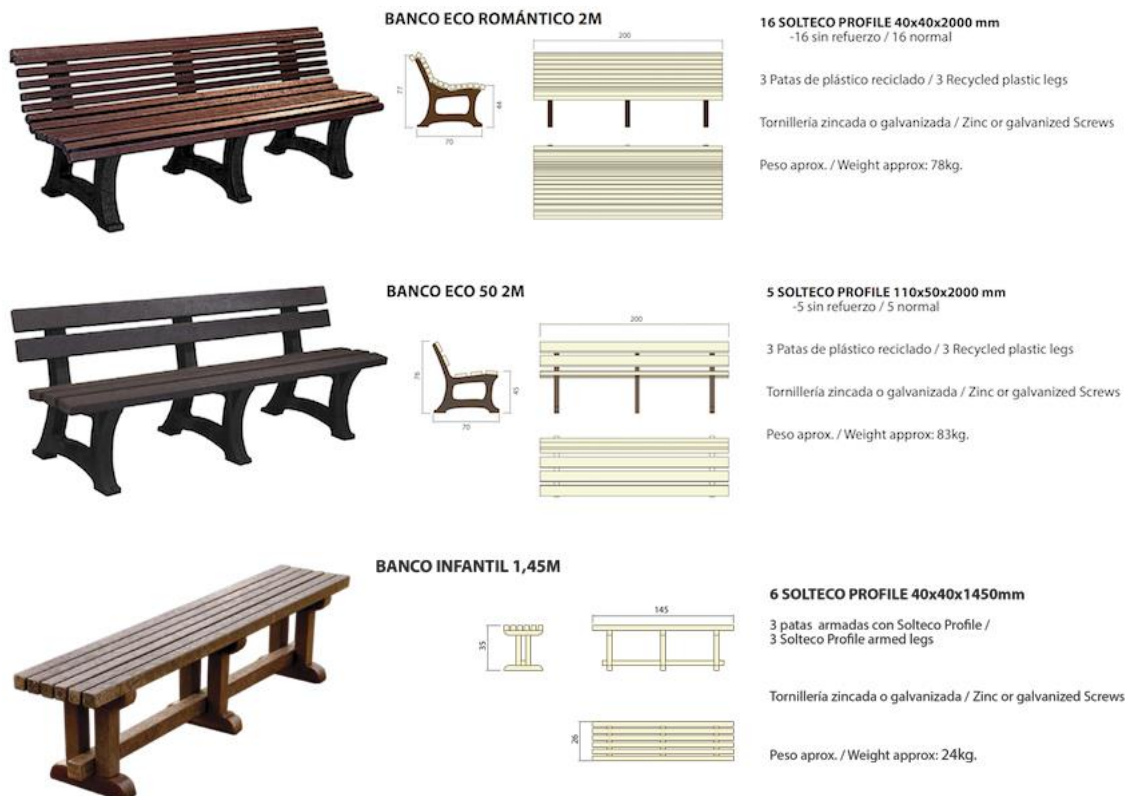 BANCO ECO ROMÁNTICO 2M
77
44
70
200
16 SOLTECO PROFILE 40x40x2000 mm
-16 sin refuerzo / 16 normal
3 Patas de plástico reciclado / 3 Recycled plastic legs
Tornillería zincada o galvanizada / Zinc or galvanized Screws
Peso aprox. / Weight approx: 78kg.
BANCO ECO 50 2M
76
45
70
200
5 SOLTECO PROFILE 110x50x2000 mm
-5 sin refuerzo / 5 normal
3 Patas de plástico reciclado / 3 Recycled plastic legs
Tornillería zincada o galvanizada / Zinc or galvanized Screws
Peso aprox. / Weight approx: 83kg.
BANCO INFANTIL 1,45M
35
145
26
6 SOLTECO PROFILE 40x40x1450mm
3 patas armadas con Solteco Profile /
3 Solteco Profile armed legs
Tornillería zincada o galvanizada / Zinc or galvanized Screws
Peso aprox. / Weight approx: 24kg.